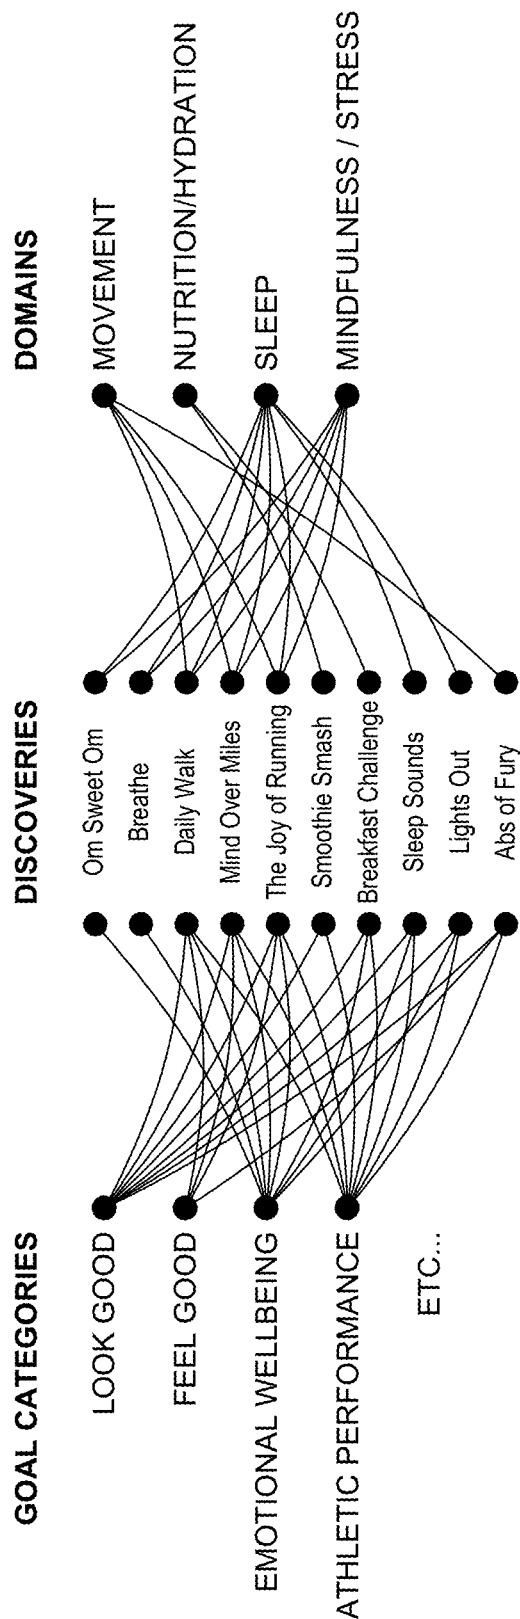 GOAL CATEGORIES
LOOK GOOD
FEEL GOOD
EMOTIONAL WELLBEING
ATHLETIC PERFORMANCE
ETC...
DISCOVERIES
Om Sweet Om
Breathe
Daily Walk
Mind Over Miles
The Joy of Running
Smoothie Smash
Breakfast Challenge
Sleep Sounds
Lights Out
Abs of Fury
DOMAINS
MOVEMENT
NUTRITION/HYDRATION
SLEEP
MINDFULNESS / STRESS